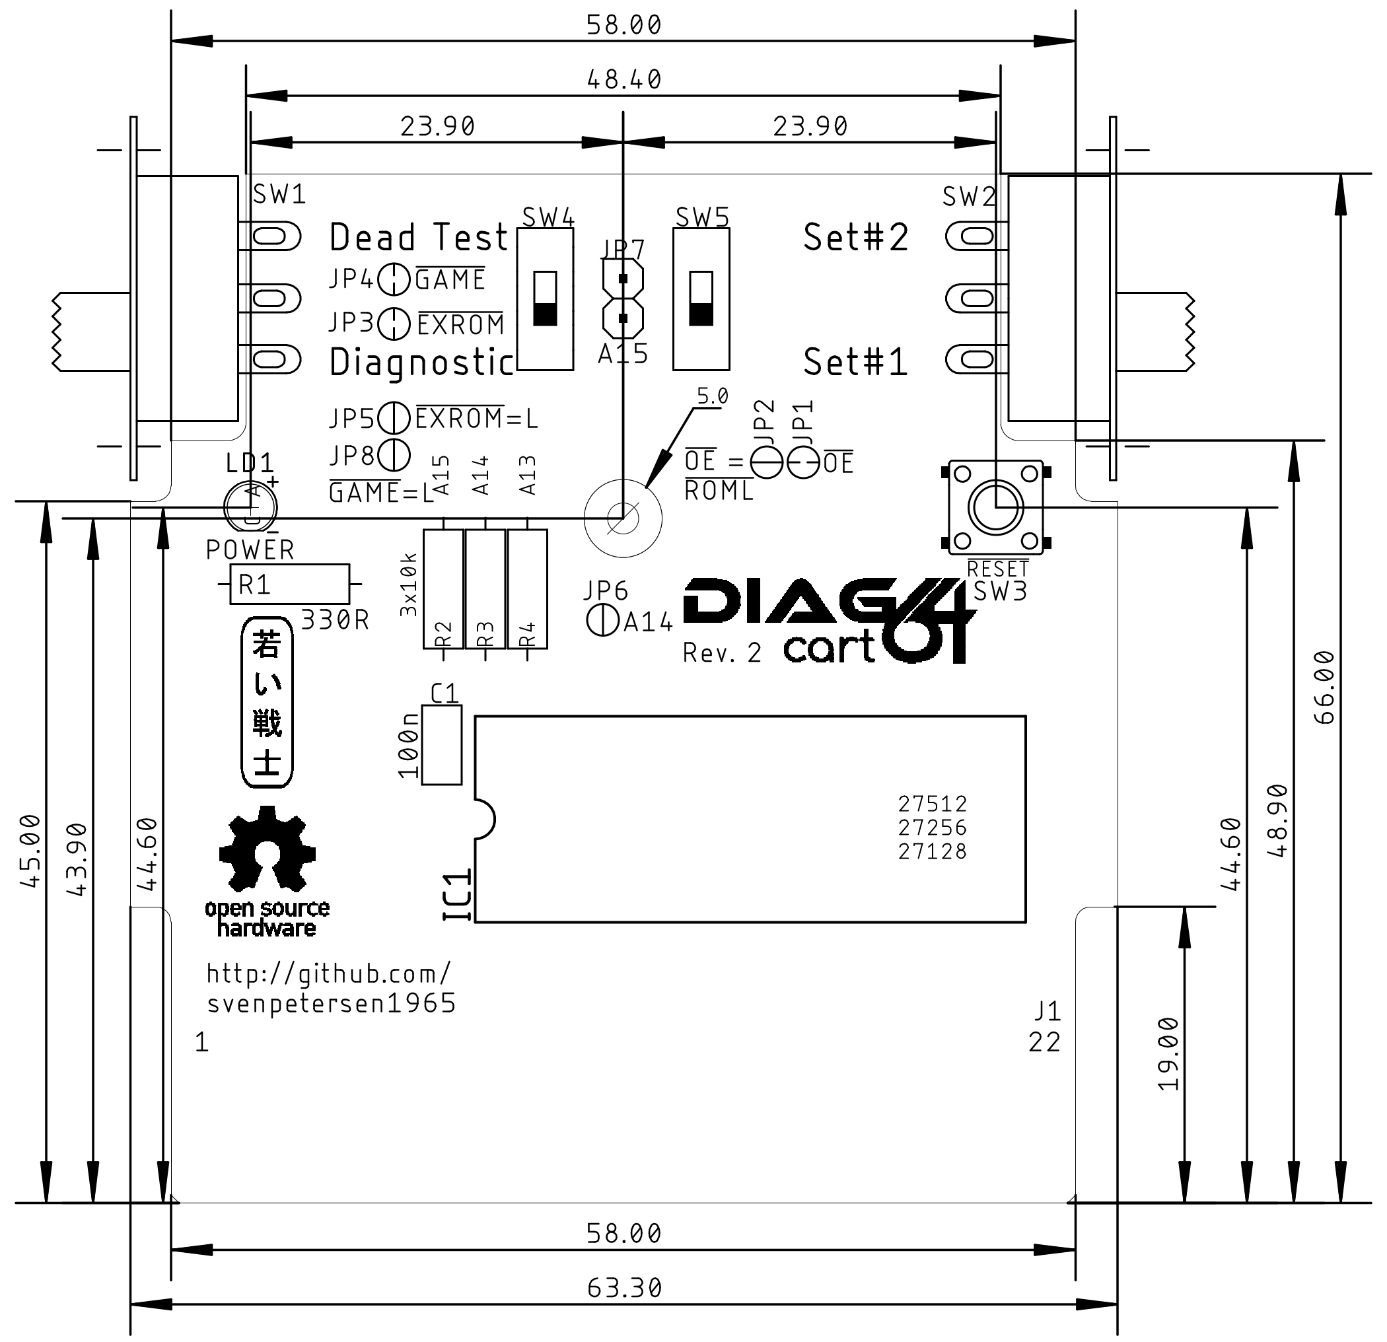 58.00
48.40
23.90
23.90
SW1
SW2
SW4
SW5
Dead Test
JP7
Set#2
JP4
GAME
JP3
EXROM
A15
Diagnostic
Set#1
5.0
JP5
EXROM=L
JP2
JP1
JP8
OE =
OE
LD1
A
+
A15
A14
A13
GAME=L
ROML
-
POWER
RESET
SW3
R1
330R
3x10k
R2
R3
R4
JP6
A14
DIAG64
cart
Rev. 2
若い戦士
C1
100n
66.00
27512
27256
27128
45.00
43.90
44.60
44.60
48.90
IC1
open source
hardware
http://github.com/
svenpetersen1965
J1
1
22
19.00
58.00
63.30